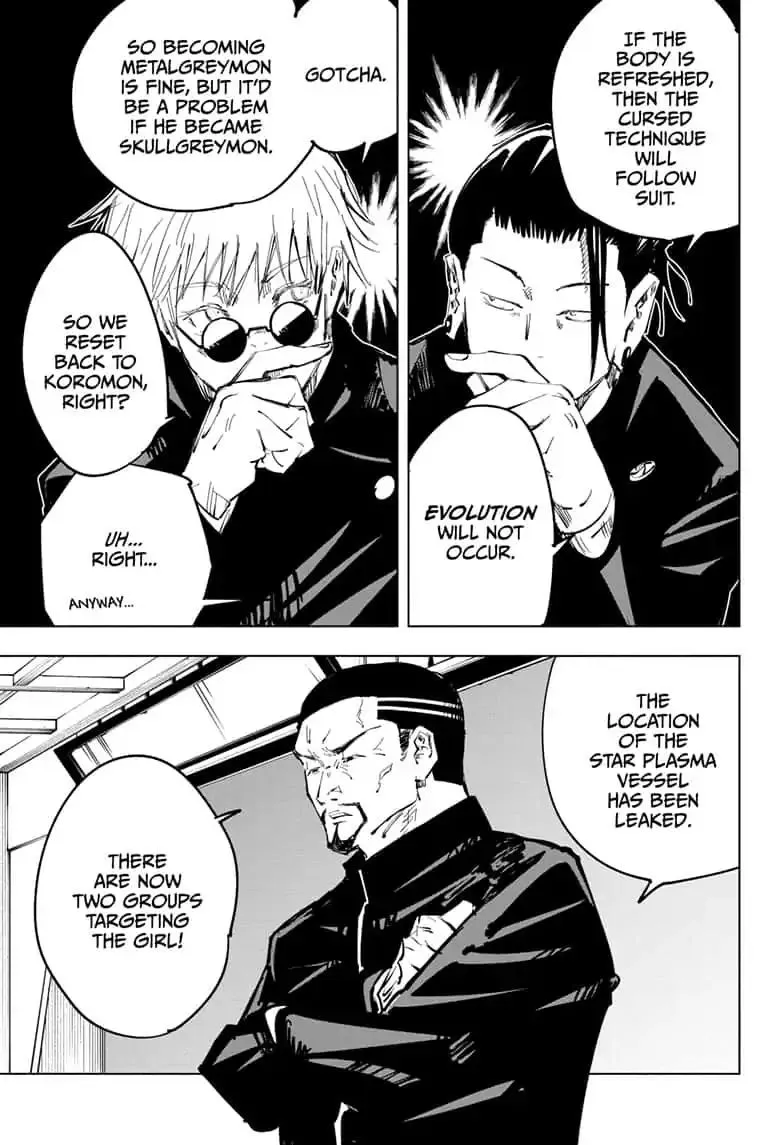 IF THE
BODY IS
REFRESHED,
THEN THE
CURSED
TECHNIQUE
WILL
FOLLOW
SUIT.
EVOLUTION
WILL NOT
OCCUR.
GOTCHA.
SO BECOMING
METALGREYMON
IS FINE, BUT IT'D
BE A PROBLEM
IF HE BECAME
SKULLGREYMON.
SO WE
RESET
BACK TO
KOROMON,
RIGHT?
UH...
RIGHT...
ANYWAY...
THE
LOCATION
OF THE
STAR PLASMA
VESSEL
HAS BEEN
LEAKED.
THERE
ARE NOW
TWO GROUPS
TARGETING
THE GIRL!